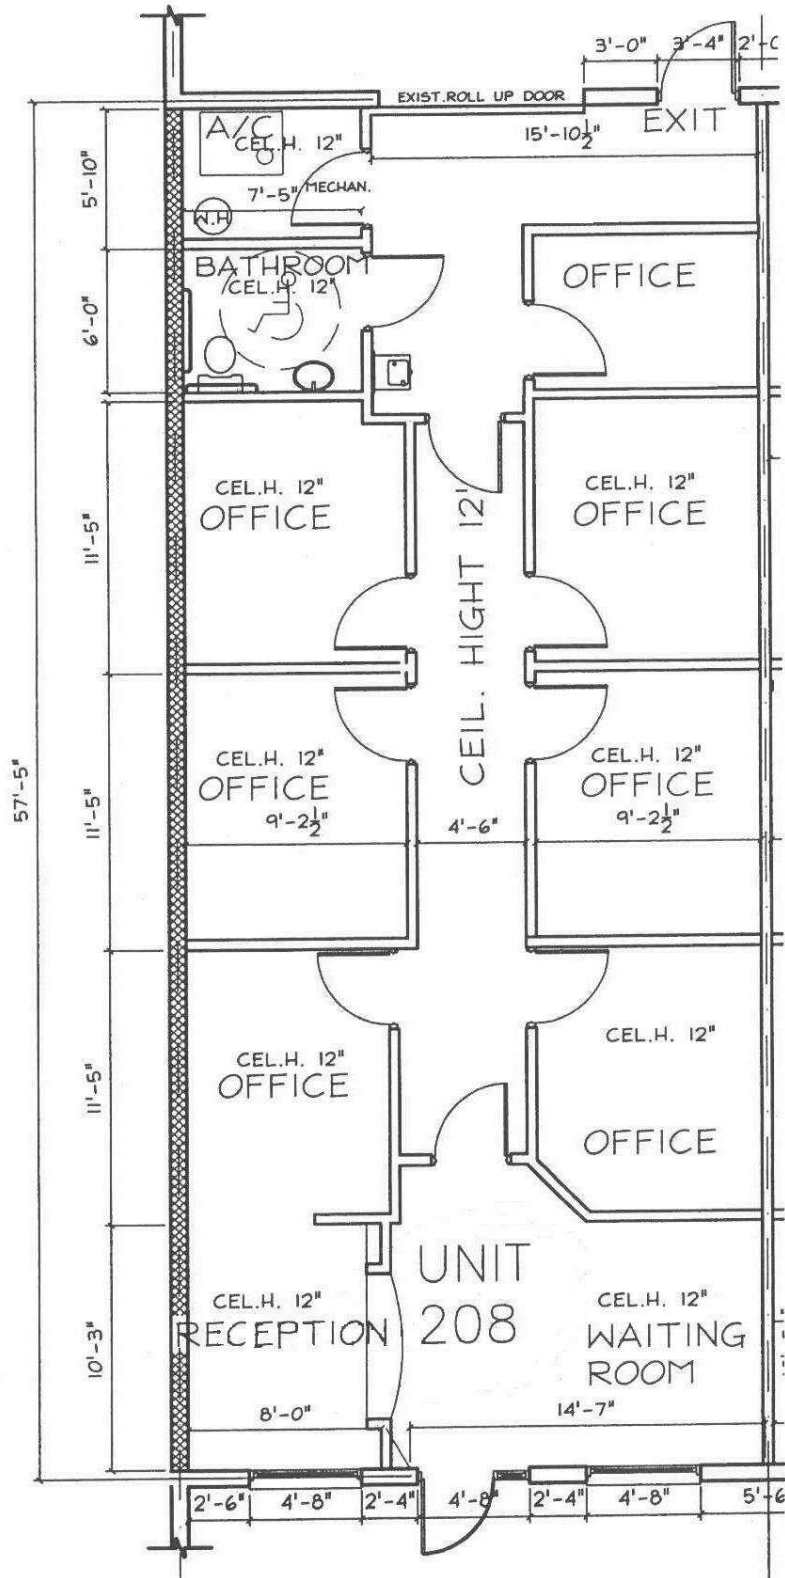 3'-0"
3'-4"
EXIST. ROLL UP DOOR
EXIT
15'-10½"
A/C
CEL.H. 12"
7'-5"
MECHAN.
W.H
5'-10"
BATHROOM
CEL.H. 12"
6'-0"
OFFICE
CEL.H. 12"
OFFICE
CEL.H. 12"
OFFICE
11'-5"
CEIL. HIGHT 12'
CEL.H. 12"
OFFICE
9'-2½"
4'-6"
CEL.H. 12"
OFFICE
9'-2½"
11'-5"
57'-5"
CEL.H. 12"
OFFICE
CEL.H. 12"
OFFICE
11'-5"
UNIT
208
CEL.H. 12"
RECEPTION
CEL.H. 12"
WAITING
ROOM
10'-3"
8'-0"
14'-7"
2'-6"
4'-8"
2'-4"
4'-8"
2'-4"
4'-8"
5'-6